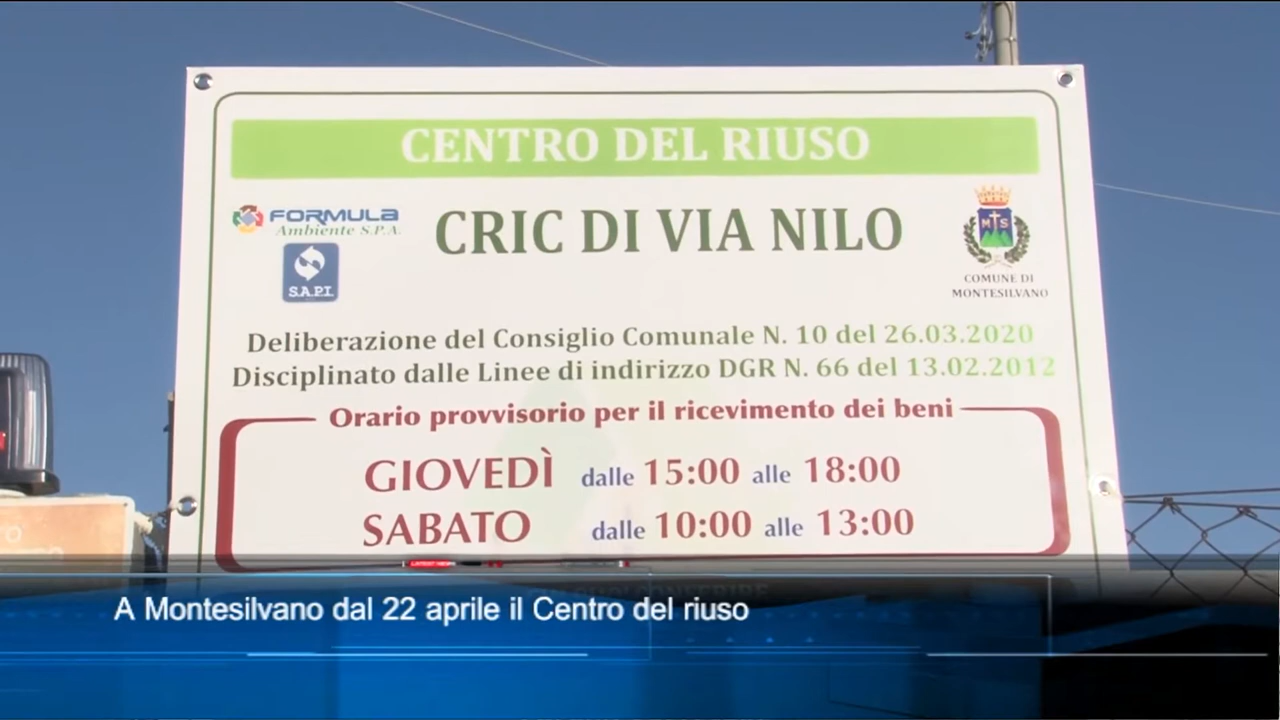 CENTRO DEL RIUSO
FORMULA
Ambiente S.P.A.
S.A.P.I.
CRIC DI VIA NILO
MTS
COMUNE DI
MONTESILVANO
Deliberazione del Consiglio Comunale N. 10 del 26.03.2020
Disciplinato dalle Linee di indirizzo DGR N. 66 del 13.02.2012
Orario provvisorio per il ricevimento dei beni
GIOVEDÌ dalle 15:00 alle 18:00
SABATO dalle 10:00 alle 13:00
LATEST NEWS
A Montesilvano dal 22 aprile il Centro del riuso